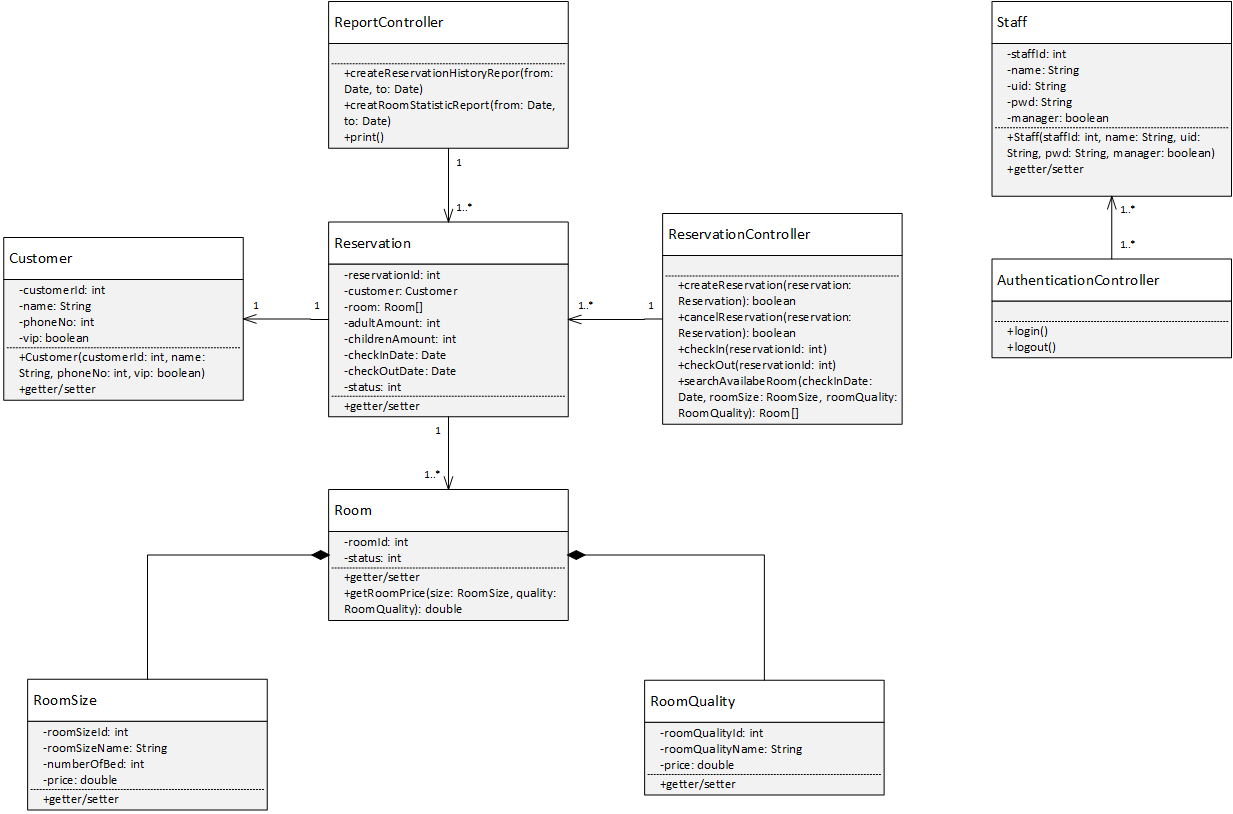 ReportController
+createReservationHistoryRepor(from:
Date, to: Date)
+creatRoomStatisticReport(from: Date,
to: Date)
+print()
1
1..*
Staff
-staffId: int
-name: String
-uid: String
-pwd: String
-manager: boolean
+Staff(staffId: int, name: String, uid:
String, pwd: String, manager: boolean)
+getter/setter
1..*
1..*
Customer
-customerId: int
-name: String
-phoneNo: int
-vip: boolean
+Customer(customerId: int, name:
String, phoneNo: int, vip: boolean)
+getter/setter
1
1
Reservation
-reservationId: int
-customer: Customer
-room: Room[]
-adultAmount: int
-childrenAmount: int
-checkInDate: Date
-checkOutDate: Date
-status: int
+getter/setter
1..*
1
ReservationController
+createReservation(reservation:
Reservation): boolean
+cancelReservation(reservation:
Reservation): boolean
+checkIn(reservationId: int)
+checkOut(reservationId: int)
+searchAvailabeRoom(checkInDate:
Date, roomSize: RoomSize, roomQuality:
RoomQuality): Room[]
AuthenticationController
+login()
+logout()
1
1..*
Room
-roomId: int
-status: int
+getter/setter
+getRoomPrice(size: RoomSize, quality:
RoomQuality): double
RoomSize
-roomSizeId: int
-roomSizeName: String
-numberOfBed: int
-price: double
+getter/setter
RoomQuality
-roomQualityId: int
-roomQualityName: String
-price: double
+getter/setter